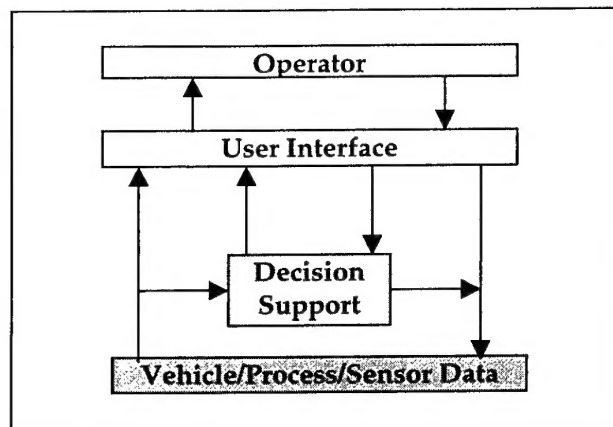 Operator
User Interface
Decision
Support
Vehicle/Process/Sensor Data